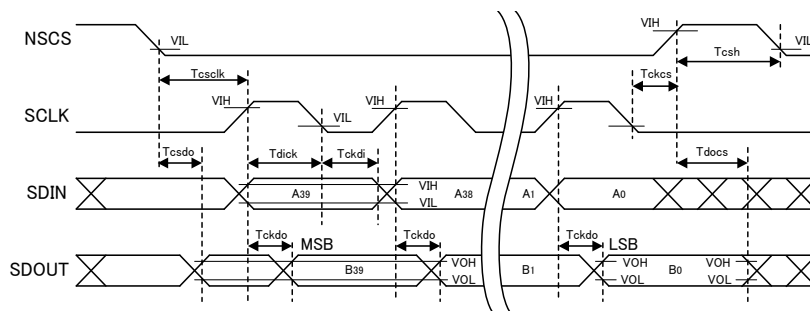 NSCS
VIL
VIH
VIL
Tcsclk
Tckcs
Tcsh
SCLK
VIH
VIL
VIH
VIH
Tcsdo
Tdick
Tckdi
Tdocs
SDIN
A39
VIH
VIL
A38
A1
A0
Tckdo
MSB
Tckdo
Tckdo
LSB
SDOUT
B39
VOH
VOL
B1
VOH
VOL
B0
VOH
VOL